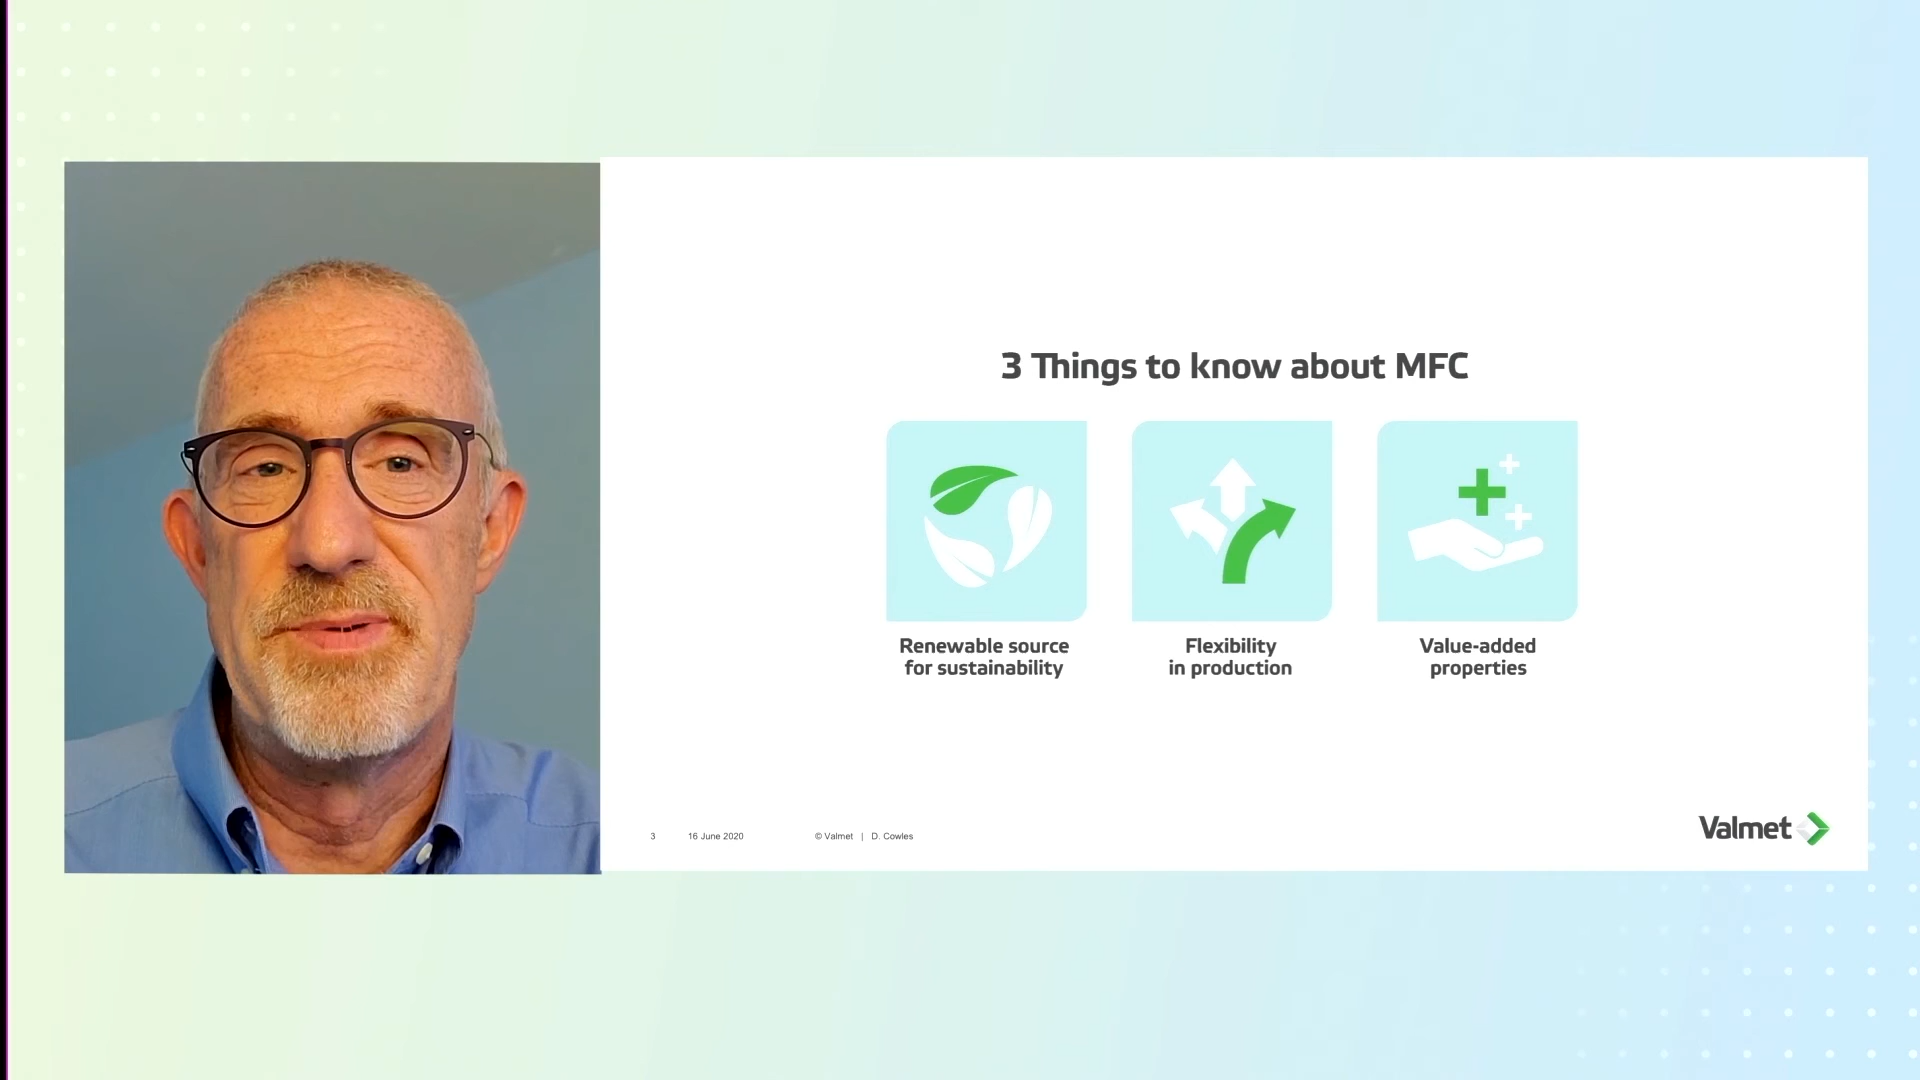 3 Things to know about MFC
Renewable source
for sustainability
Flexibility
in production
Value-added
properties
3 16 June 2020 © Valmet | D. Cowles
Valmet